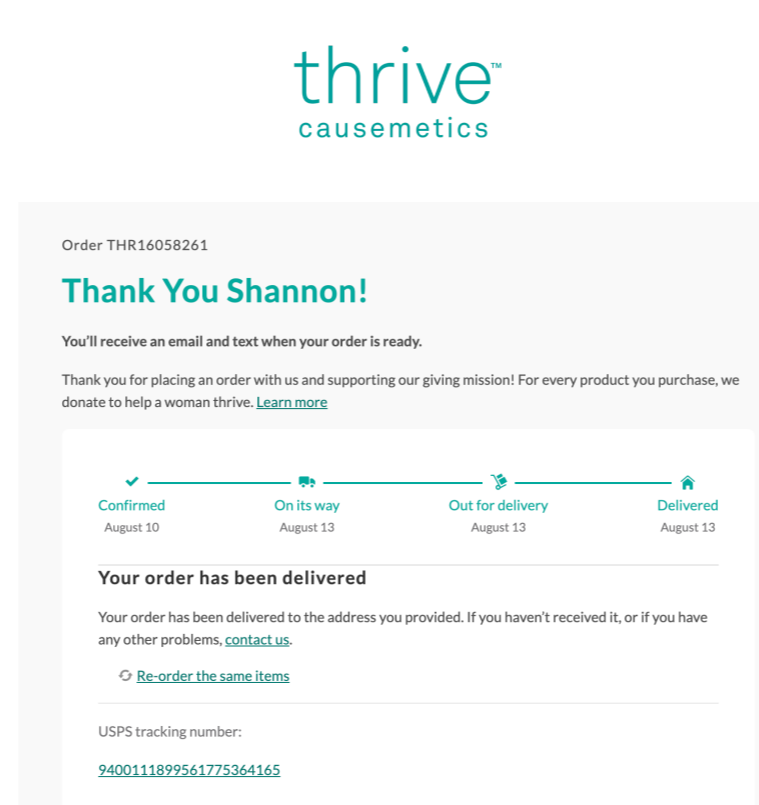 thrive™
causemetics
Order THR16058261
Thank You Shannon!
You’ll receive an email and text when your order is ready.
Thank you for placing an order with us and supporting our giving mission! For every product you purchase, we
donate to help a woman thrive. Learn more
Confirmed On its way Out for delivery Delivered
August 10 August 13 August 13 August 13
Your order has been delivered
Your order has been delivered to the address you provided. If you haven’t received it, or if you have
any other problems, contact us.
Re-order the same items
USPS tracking number:
9400111899561775364165